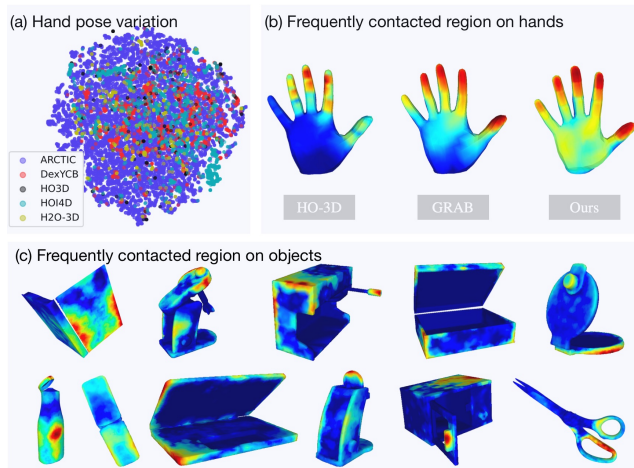 (a) Hand pose variation
ARCTIC
DexYCB
HO3D
HOI4D
H2O-3D
(b) Frequently contacted region on hands
HO-3D
GRAB
Ours
(c) Frequently contacted region on objects